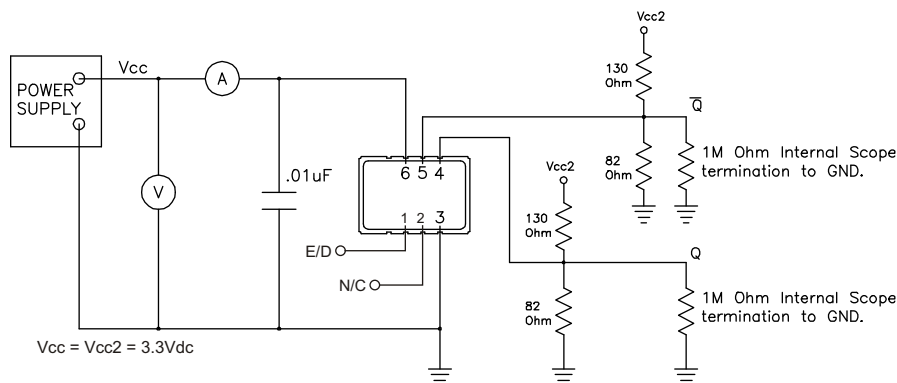 Vcc2
130
Ohm
Q̅
Vcc
A
POWER
SUPPLY
82
Ohm
1M Ohm Internal Scope
termination to GND.
V
.01uF
6 5 4
Vcc2
1 2 3
130
Ohm
E/D
Q
N/C
82
Ohm
1M Ohm Internal Scope
termination to GND.
Vcc = Vcc2 = 3.3Vdc